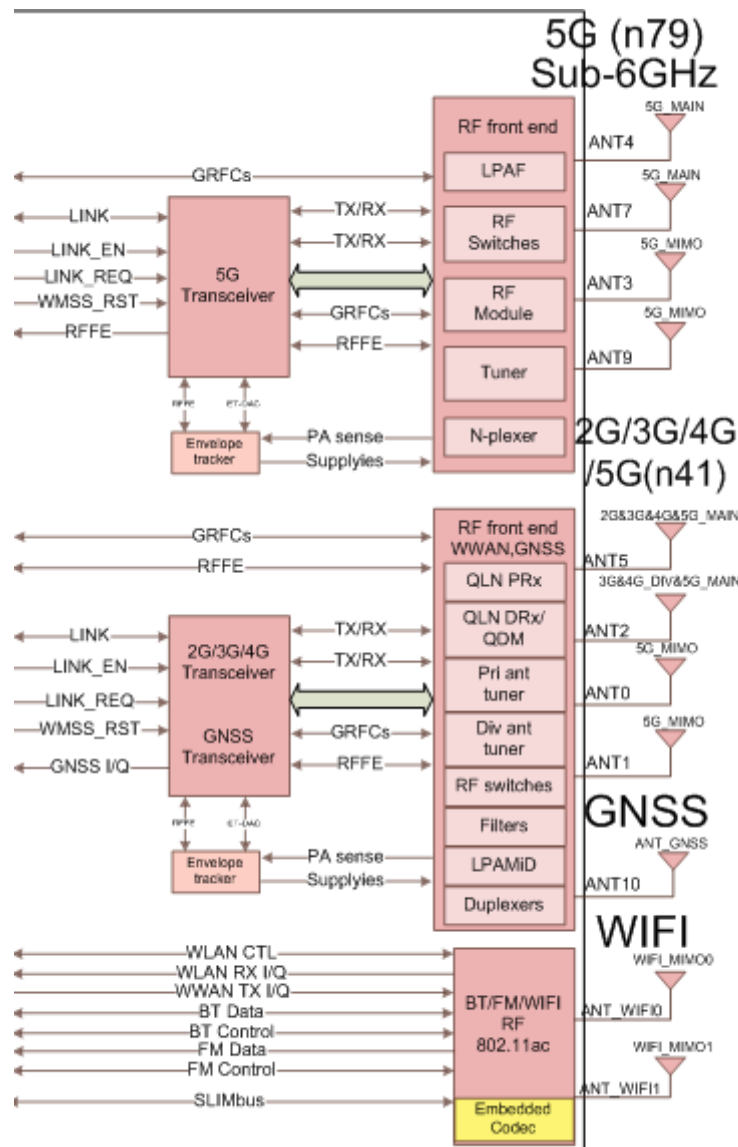 5G (n79)
Sub-6GHz
5G_MAIN
RF front end
ANT4
LPAF
GRFCs
5G_MAIN
LINK
TX/RX
RF
Switches
ANT7
LINK_EN
TX/RX
5G_MIMO
LINK_REQ
5G
Transceiver
ANT3
WMSS_RST
GRFCs
RF
Module
5G_MIMO
RFFE
RFFE
ANT9
Tuner
RFFE
ET-DAC
Envelope
tracker
PA sense
Supplyies
N-plexer
2G/3G/4G
/5G(n41)
2G&3G&4G&5G_MAIN
GRFCs
RF front end
WWAN,GNSS
ANT5
RFFE
QLN PRx
3G&4G_DIV&5G_MAIN
LINK
TX/RX
QLN DRx/
QDM
ANT2
LINK_EN
2G/3G/4G
Transceiver
TX/RX
5G_MIMO
LINK_REQ
Pri ant
tuner
ANT0
WMSS_RST
GNSS
Transceiver
GRFCs
Div ant
tuner
5G_MIMO
GNSS I/Q
RFFE
ANT1
RF switches
GNSS
RFFE
ET-DAC
Filters
ANT_GNSS
Envelope
tracker
PA sense
Supplyies
LPAMiD
ANT10
Duplexers
WIFI
WLAN CTL
WIFI_MIMO0
WLAN RX I/Q
WWAN TX I/Q
BT/FM/WIFI
RF
802.11ac
BT Data
ANT_WIFI0
BT Control
FM Data
WIFI_MIMO1
FM Control
ANT_WIFI1
SLIMbus
Embedded
Codec